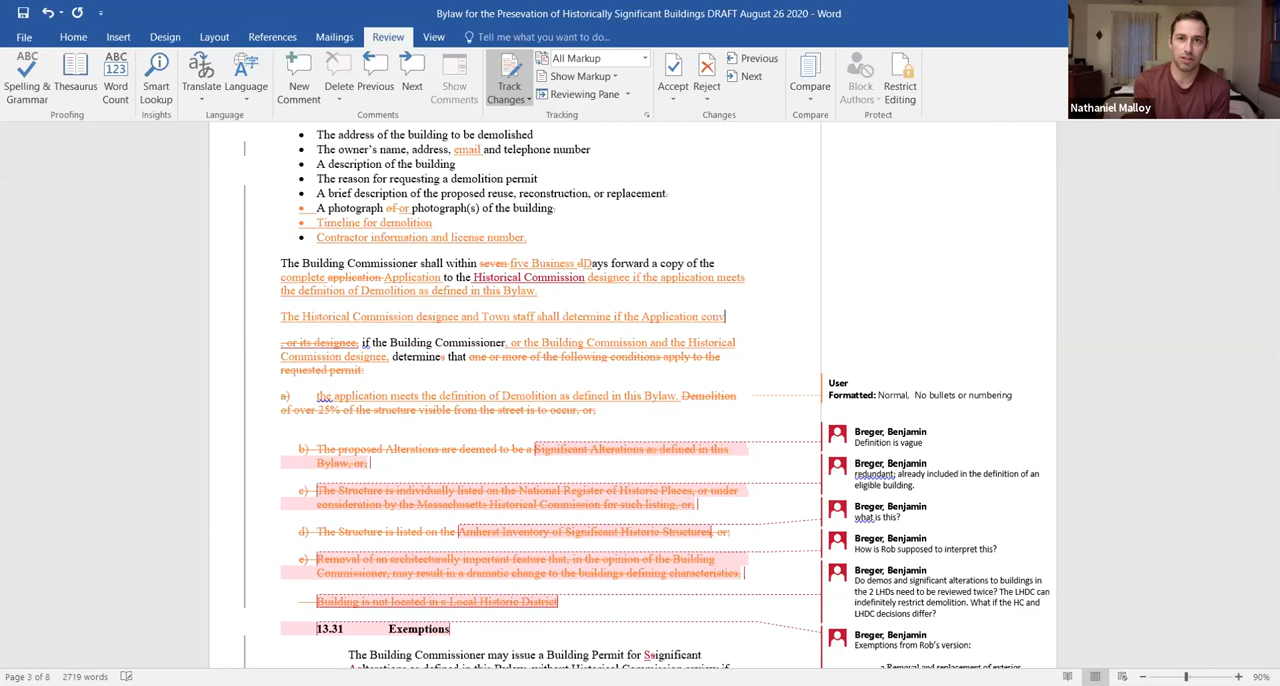 Bylaw for the Presevation of Historically Significant Buildings DRAFT August 26 2020 - Word
File Home Insert Design Layout References Mailings Review View Tell me what you want to do...
ABC Spelling & Grammar
Thesaurus
ABC 123 Word Count
Proofing
Smart Lookup
Insights
Translate
Language
Language
New Comment
Delete
Previous
Next
Show Comments
Comments
Track Changes
All Markup
Show Markup
Reviewing Pane
Tracking
Accept
Reject
Previous
Next
Changes
Compare
Compare
Block Authors
Restrict Editing
Protect
Nathaniel Malloy
• The address of the building to be demolished
• The owner's name, address, email and telephone number
• A description of the building
• The reason for requesting a demolition permit
• A brief description of the proposed reuse, reconstruction, or replacement.
• A photograph of or photograph(s) of the building.
• Timeline for demolition
• Contractor information and license number.
The Building Commissioner shall within seven five Business dDays forward a copy of the
complete application Application to the Historical Commission designee if the application meets
the definition of Demolition as defined in this Bylaw.
The Historical Commission designee and Town staff shall determine if the Application conv
, or its designee, if the Building Commissioner, or the Building Commission and the Historical
Commission designee, determines that one or more of the following conditions apply to the
requested permit:
a) the application meets the definition of Demolition as defined in this Bylaw. Demolition
of over 25% of the structure visible from the street is to occur, or;
b) The proposed Alterations are deemed to be a Significant Alterations as defined in this
Bylaw, or;
c) The Structure is individually listed on the National Register of Historic Places, or under
consideration by the Massachusetts Historical Commission for such listing, or;
d) The Structure is listed on the Amherst Inventory of Significant Historic Structures, or;
e) Removal of an architecturally important feature that, in the opinion of the Building
Commissioner, may result in a dramatic change to the buildings defining characteristics.
Building is not located in a Local Historic District
13.31 Exemptions
The Building Commissioner may issue a Building Permit for Ssignificant
User
Formatted: Normal, No bullets or numbering
Breger, Benjamin
Definition is vague
Breger, Benjamin
redundant; already included in the definition of an
eligible building.
Breger, Benjamin
what is this?
Breger, Benjamin
How is Rob supposed to interpret this?
Breger, Benjamin
Do demos and significant alterations to buildings in
the 2 LHDs need to be reviewed twice? The LHDC can
indefinitely restrict demolition. What if the HC and
LHDC decisions differ?
Breger, Benjamin
Exemptions from Rob's version:
Page 3 of 8 2719 words
90%